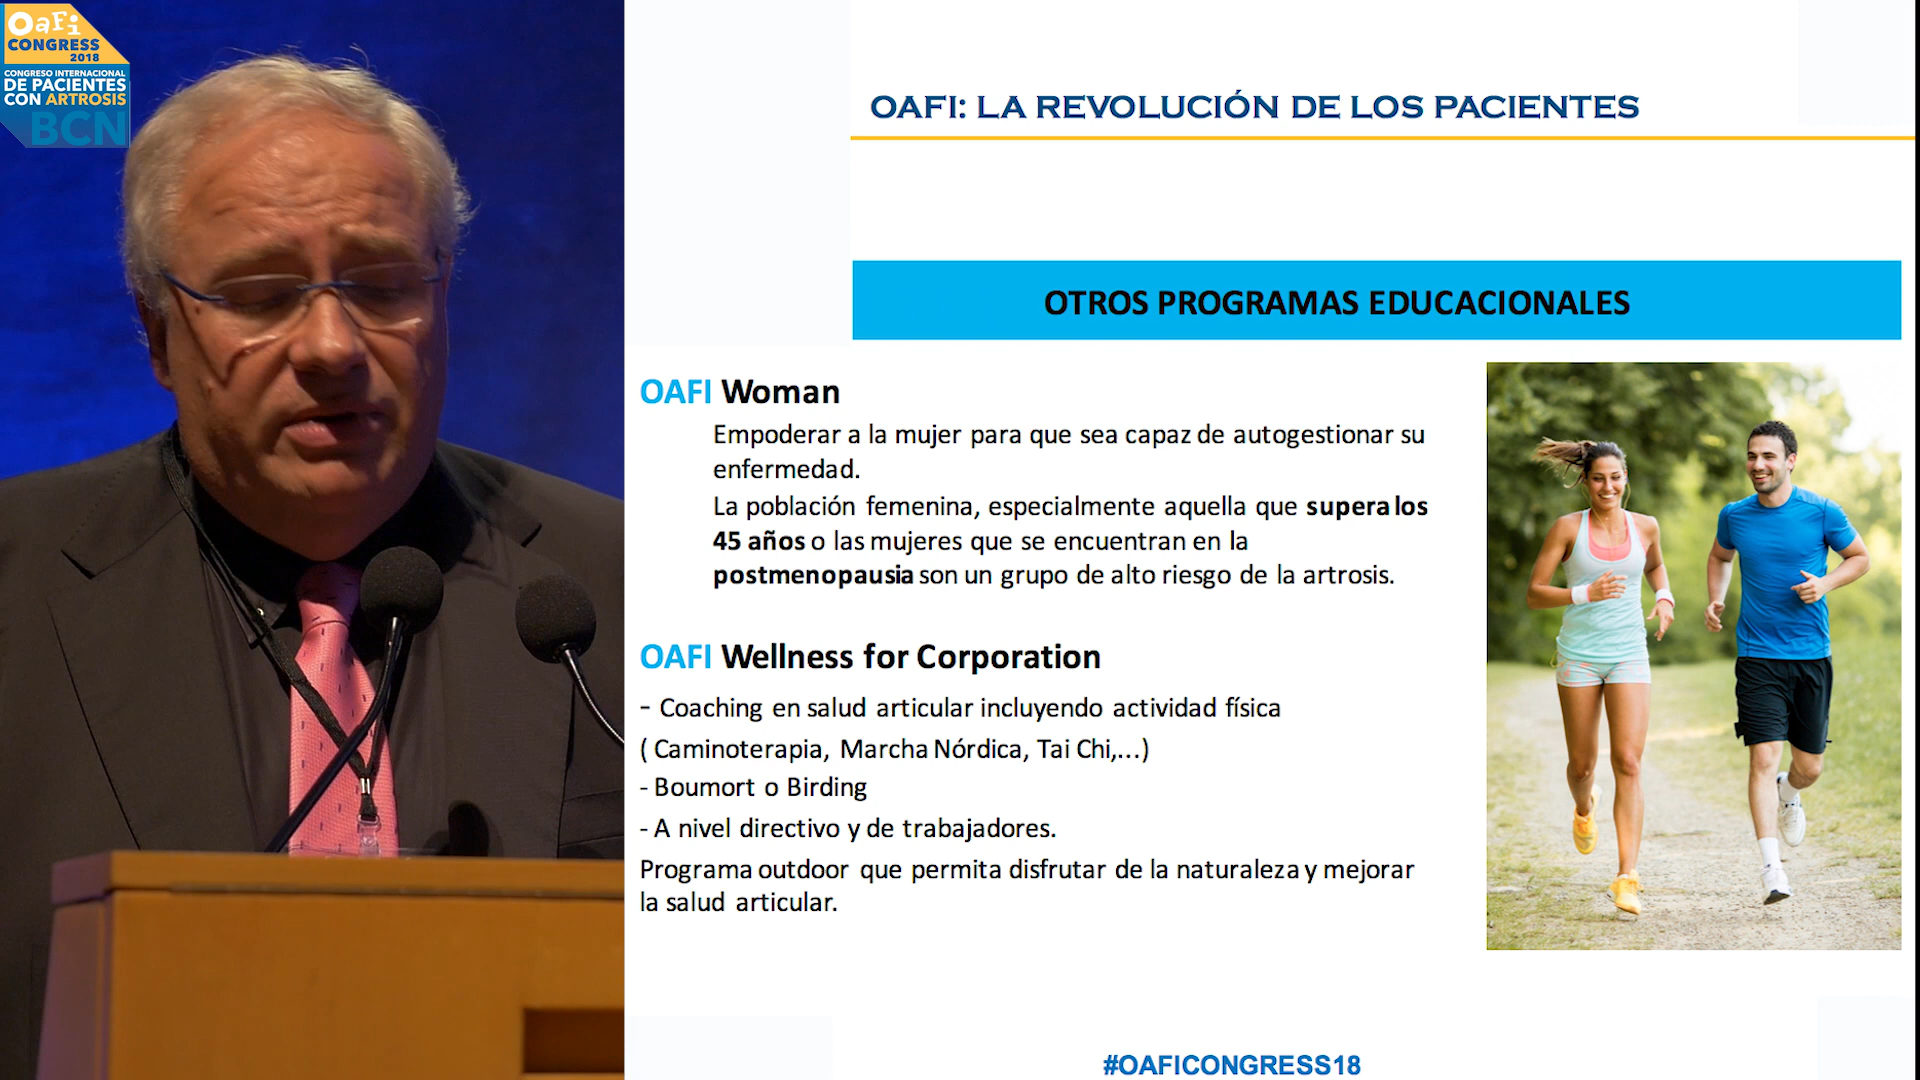 OaFi
CONGRESS
2018
CONGRESO INTERNACIONAL
DE PACIENTES
CON ARTROSIS
BCN
OAFI: LA REVOLUCIÓN DE LOS PACIENTES
OTROS PROGRAMAS EDUCACIONALES
OAFI Woman
Empoderar a la mujer para que sea capaz de autogestionar su
enfermedad.
La población femenina, especialmente aquella que supera los
45 años o las mujeres que se encuentran en la
postmenopausia son un grupo de alto riesgo de la artrosis.
OAFI Wellness for Corporation
- Coaching en salud articular incluyendo actividad física
( Caminoterapia, Marcha Nórdica, Tai Chi,...)
- Boumort o Birding
- A nivel directivo y de trabajadores.
Programa outdoor que permita disfrutar de la naturaleza y mejorar
la salud articular.
#OAFICONGRESS18